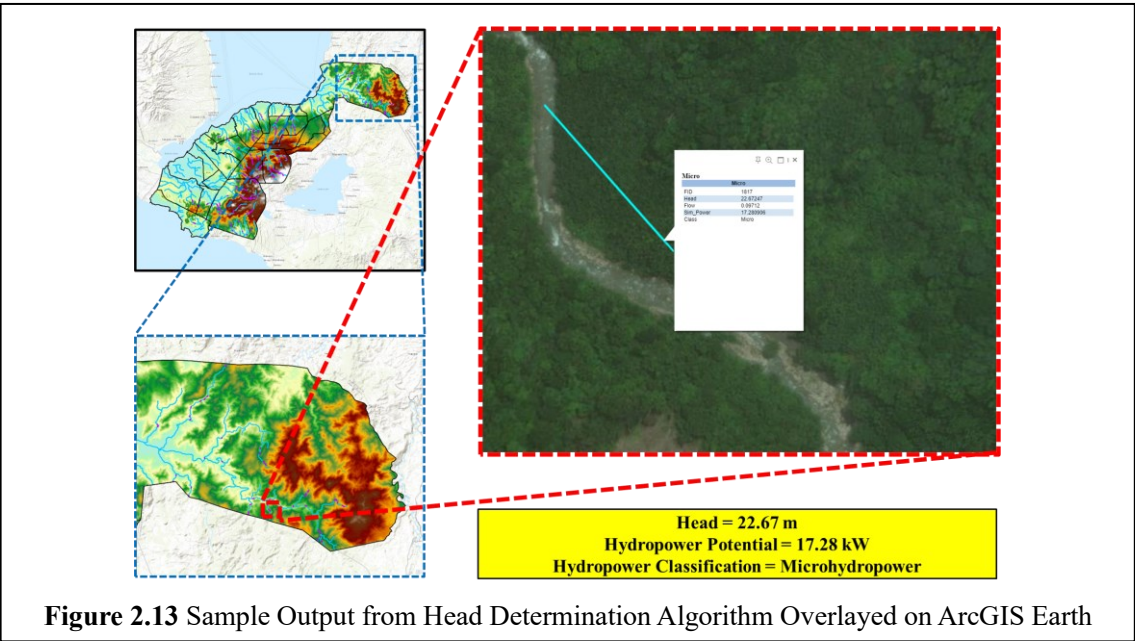 Micro
Micro
FID 1817
Head 22.67247
Flow 0.09712
Sim_Power 17.280606
Class Micro
Head = 22.67 m
Hydropower Potential = 17.28 kW
Hydropower Classification = Microhydropower
Figure 2.13 Sample Output from Head Determination Algorithm Overlayed on ArcGIS Earth